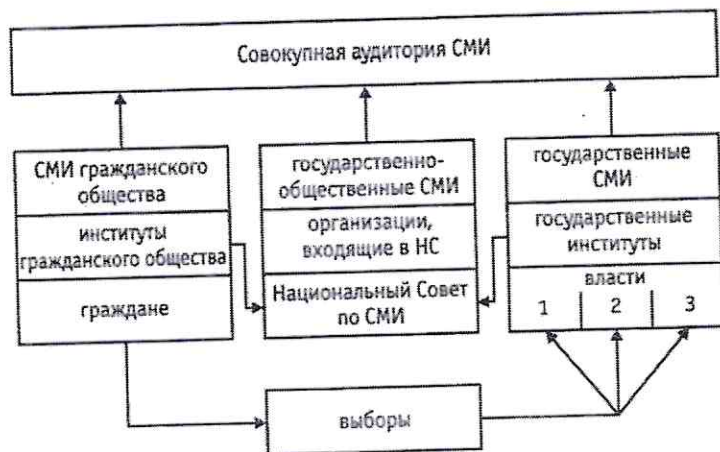 Совокупная аудитория СМИ
СМИ гражданского
общества
институты
гражданского общества
граждане
государственно-
общественные СМИ
организации,
входящие в НС
Национальный Совет
по СМИ
государственные
СМИ
государственные
институты
власти
1 2 3
выборы